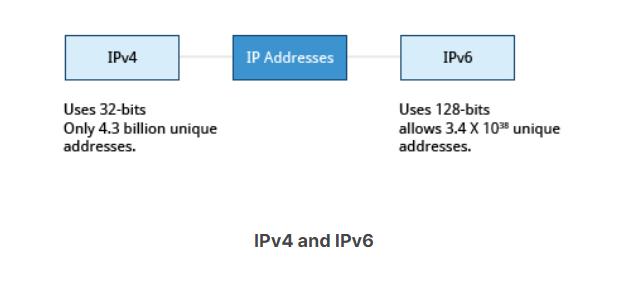 IPv4
IP Addresses
IPv6
Uses 32-bits
Only 4.3 billion unique
addresses.
Uses 128-bits
allows 3.4 X 10³⁸ unique
addresses.
IPv4 and IPv6